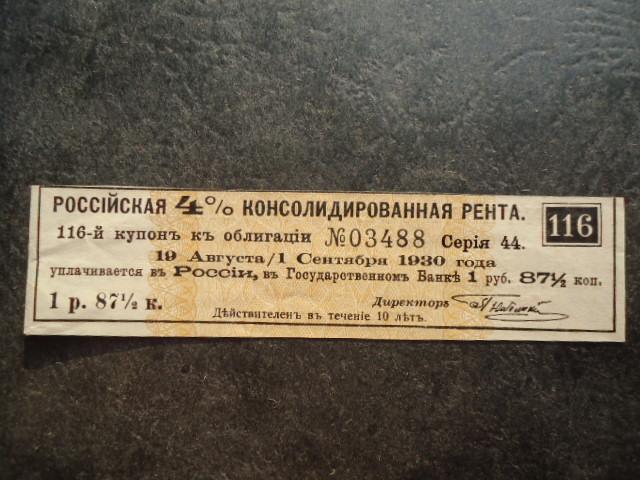 РОССІЙСКАЯ 4% КОНСОЛИДИРОВАННАЯ РЕНТА.
116
116-й купонъ къ облигаціи №03488 Серія 44.
19 Августа/1 Сентября 1930 года
уплачивается въ Россіи, въ Государственномъ Банкѣ 1 руб. 87½ коп.
1 р. 87½ к.
Директоръ
Дѣйствителенъ въ теченіе 10 лѣтъ.